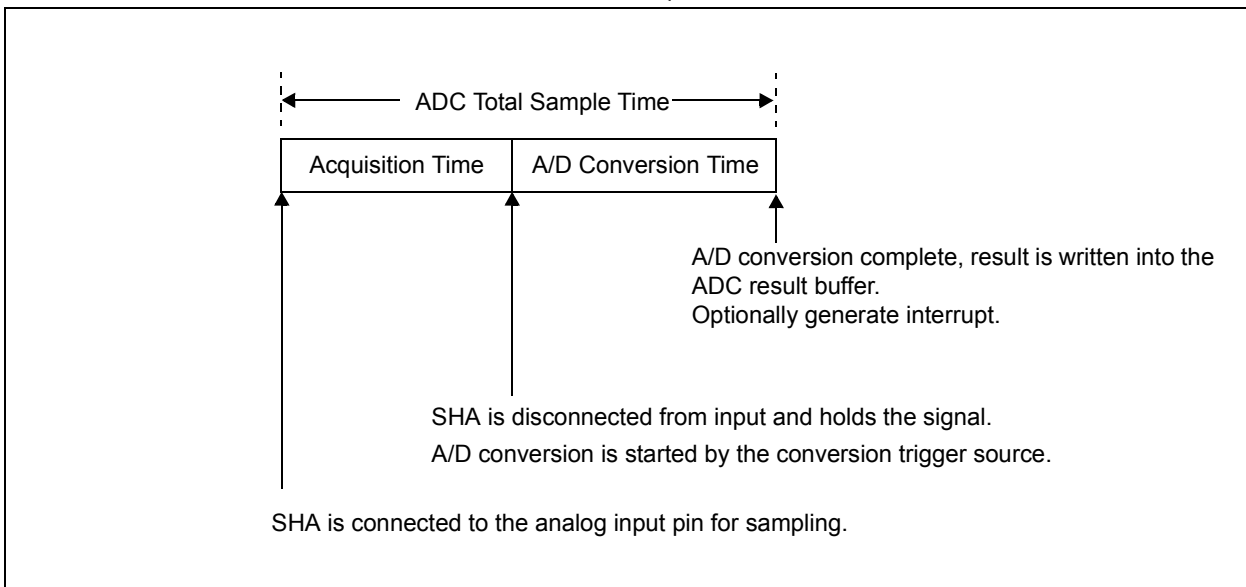 ADC Total Sample Time
Acquisition Time
A/D Conversion Time
A/D conversion complete, result is written into the
ADC result buffer.
Optionally generate interrupt.
SHA is disconnected from input and holds the signal.
A/D conversion is started by the conversion trigger source.
SHA is connected to the analog input pin for sampling.